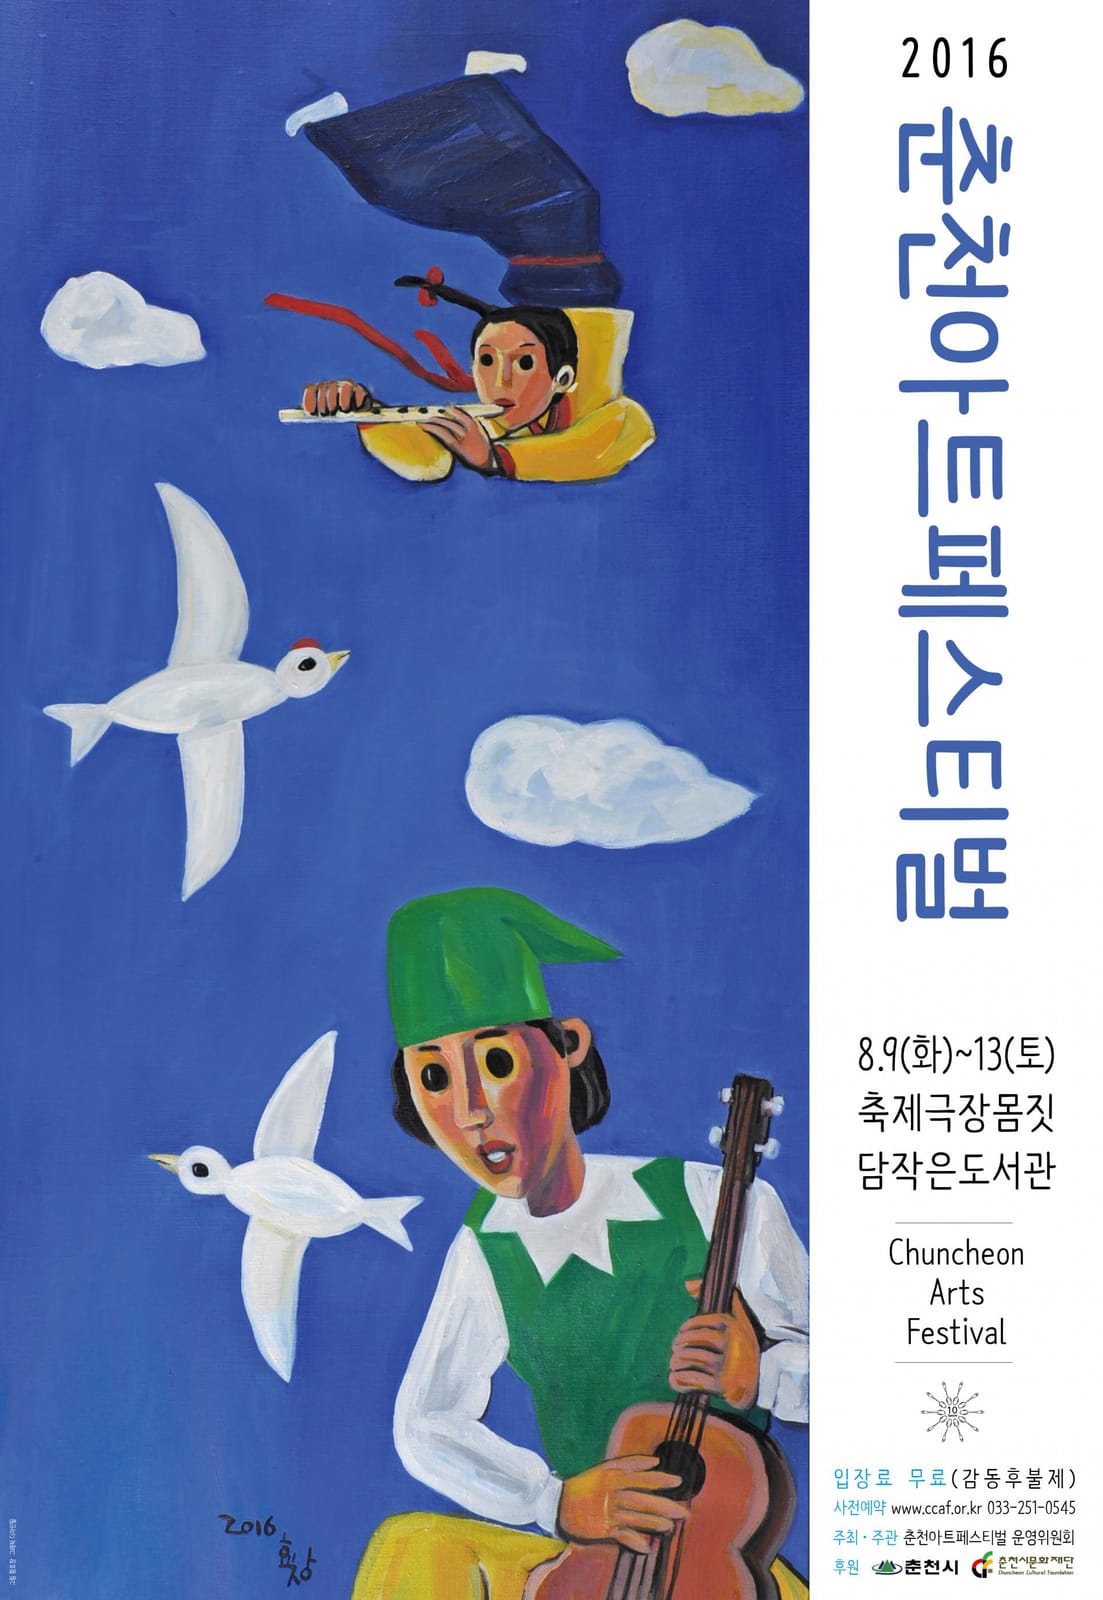 2016
춘천아트페스티벌
8.9(화)~13(토)
축제극장몸짓
담작은도서관
Chuncheon
Arts
Festival
10
입장료 무료(감동후불제)
사전예약 www.ccaf.or.kr 033-251-0545
주최·주관 춘천아트페스티벌 운영위원회
후원 춘천시 춘천시문화재단
Chuncheon Cultural Foundation
2016